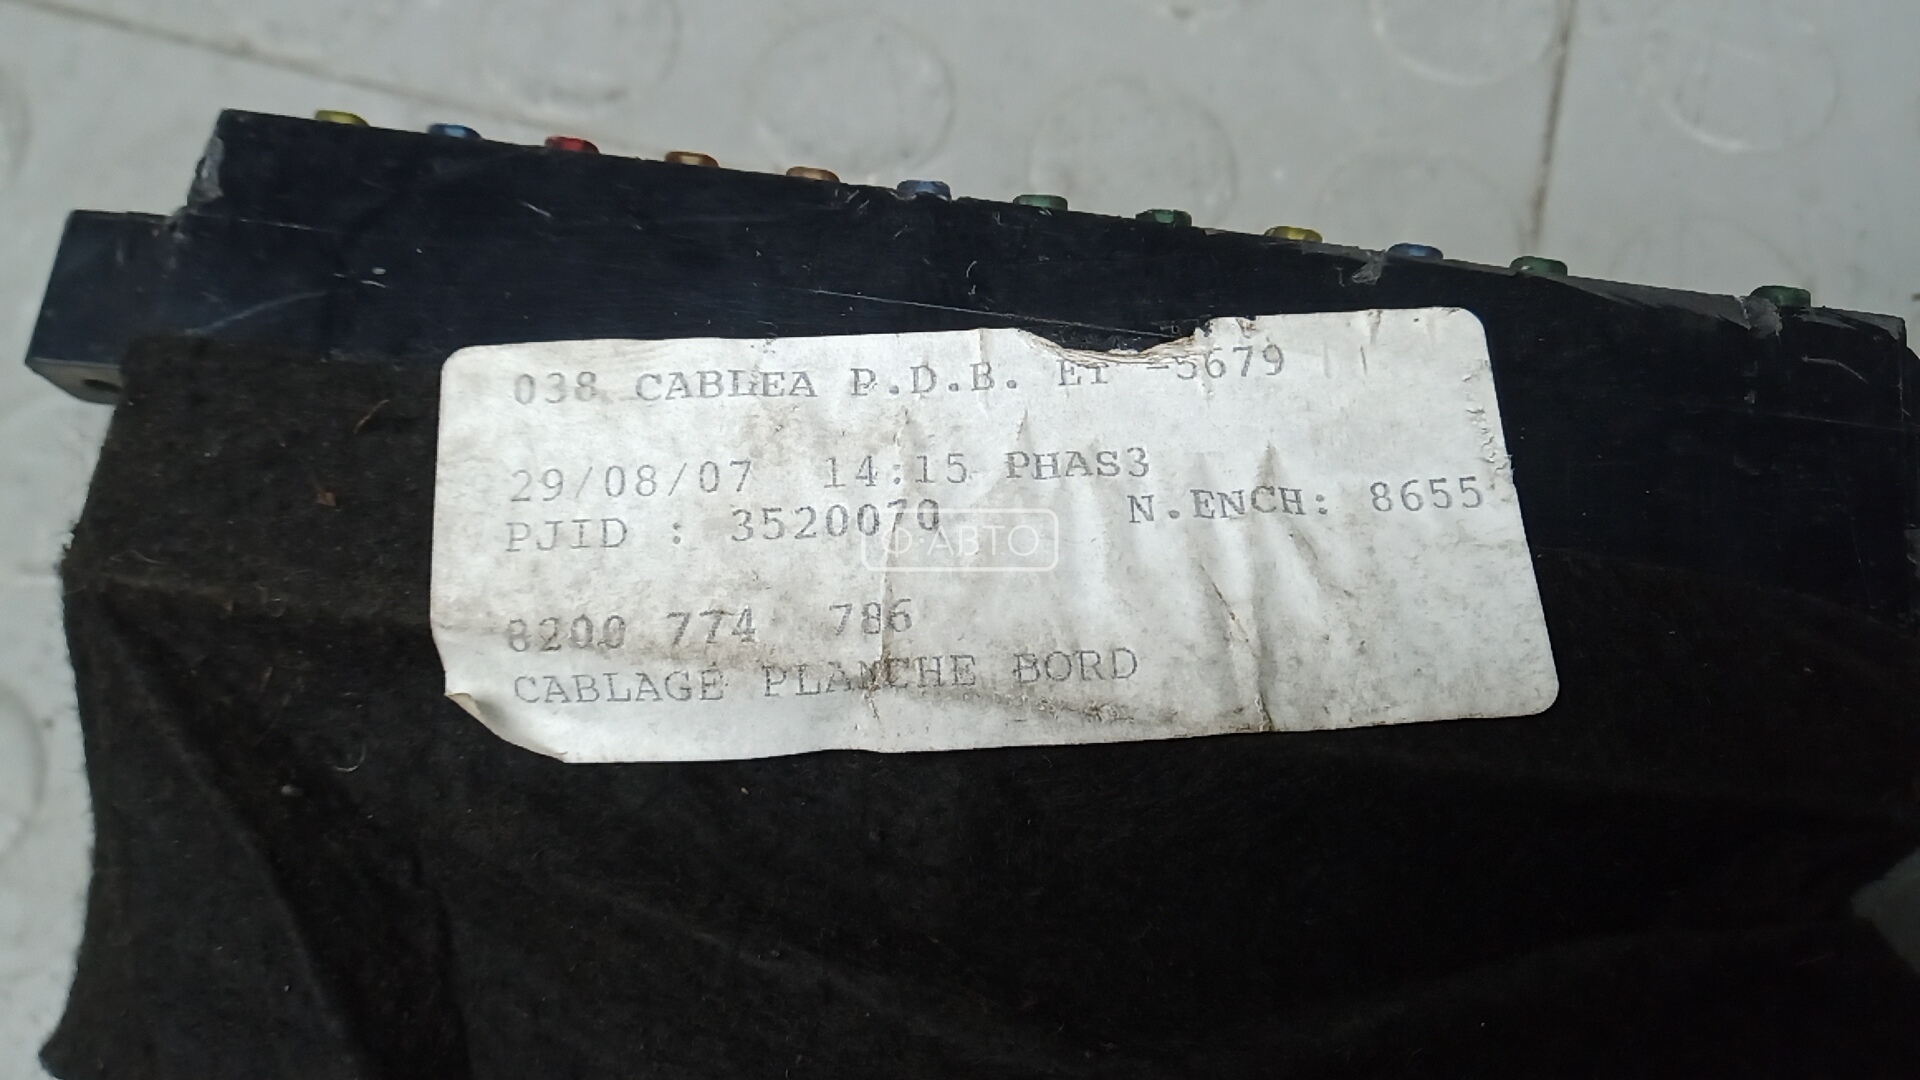 038 CABLEA P.D.B. ET -5679
29/08/07 14:15 PHAS3
PJID : 3520070 N.ENCH: 8655
8200 774 786
CABLAGE PLANCHE BORD
О·АВТО